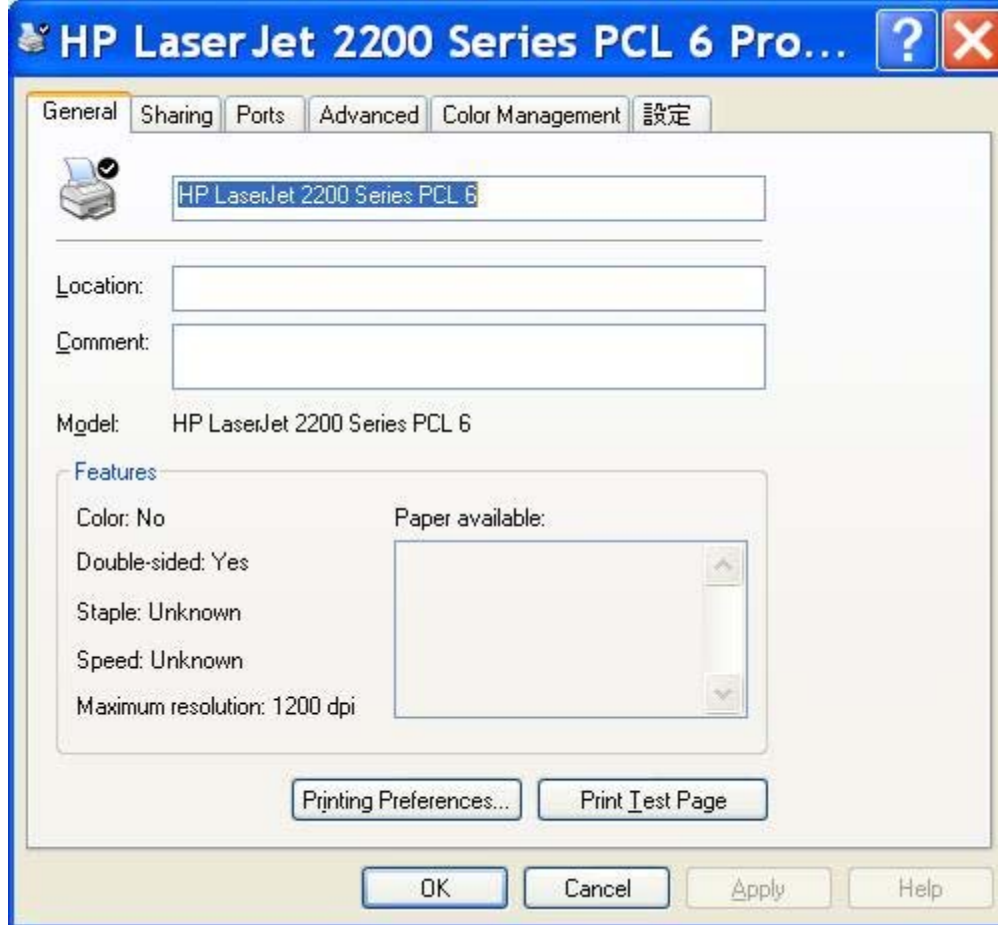 HP LaserJet 2200 Series PCL 6 Pro...
General Sharing Ports Advanced Color Management 設定
HP LaserJet 2200 Series PCL 6
Location:
Comment:
Model: HP LaserJet 2200 Series PCL 6
Features
Color: No Paper available:
Double-sided: Yes
Staple: Unknown
Speed: Unknown
Maximum resolution: 1200 dpi
Printing Preferences... Print Test Page
OK Cancel Apply Help